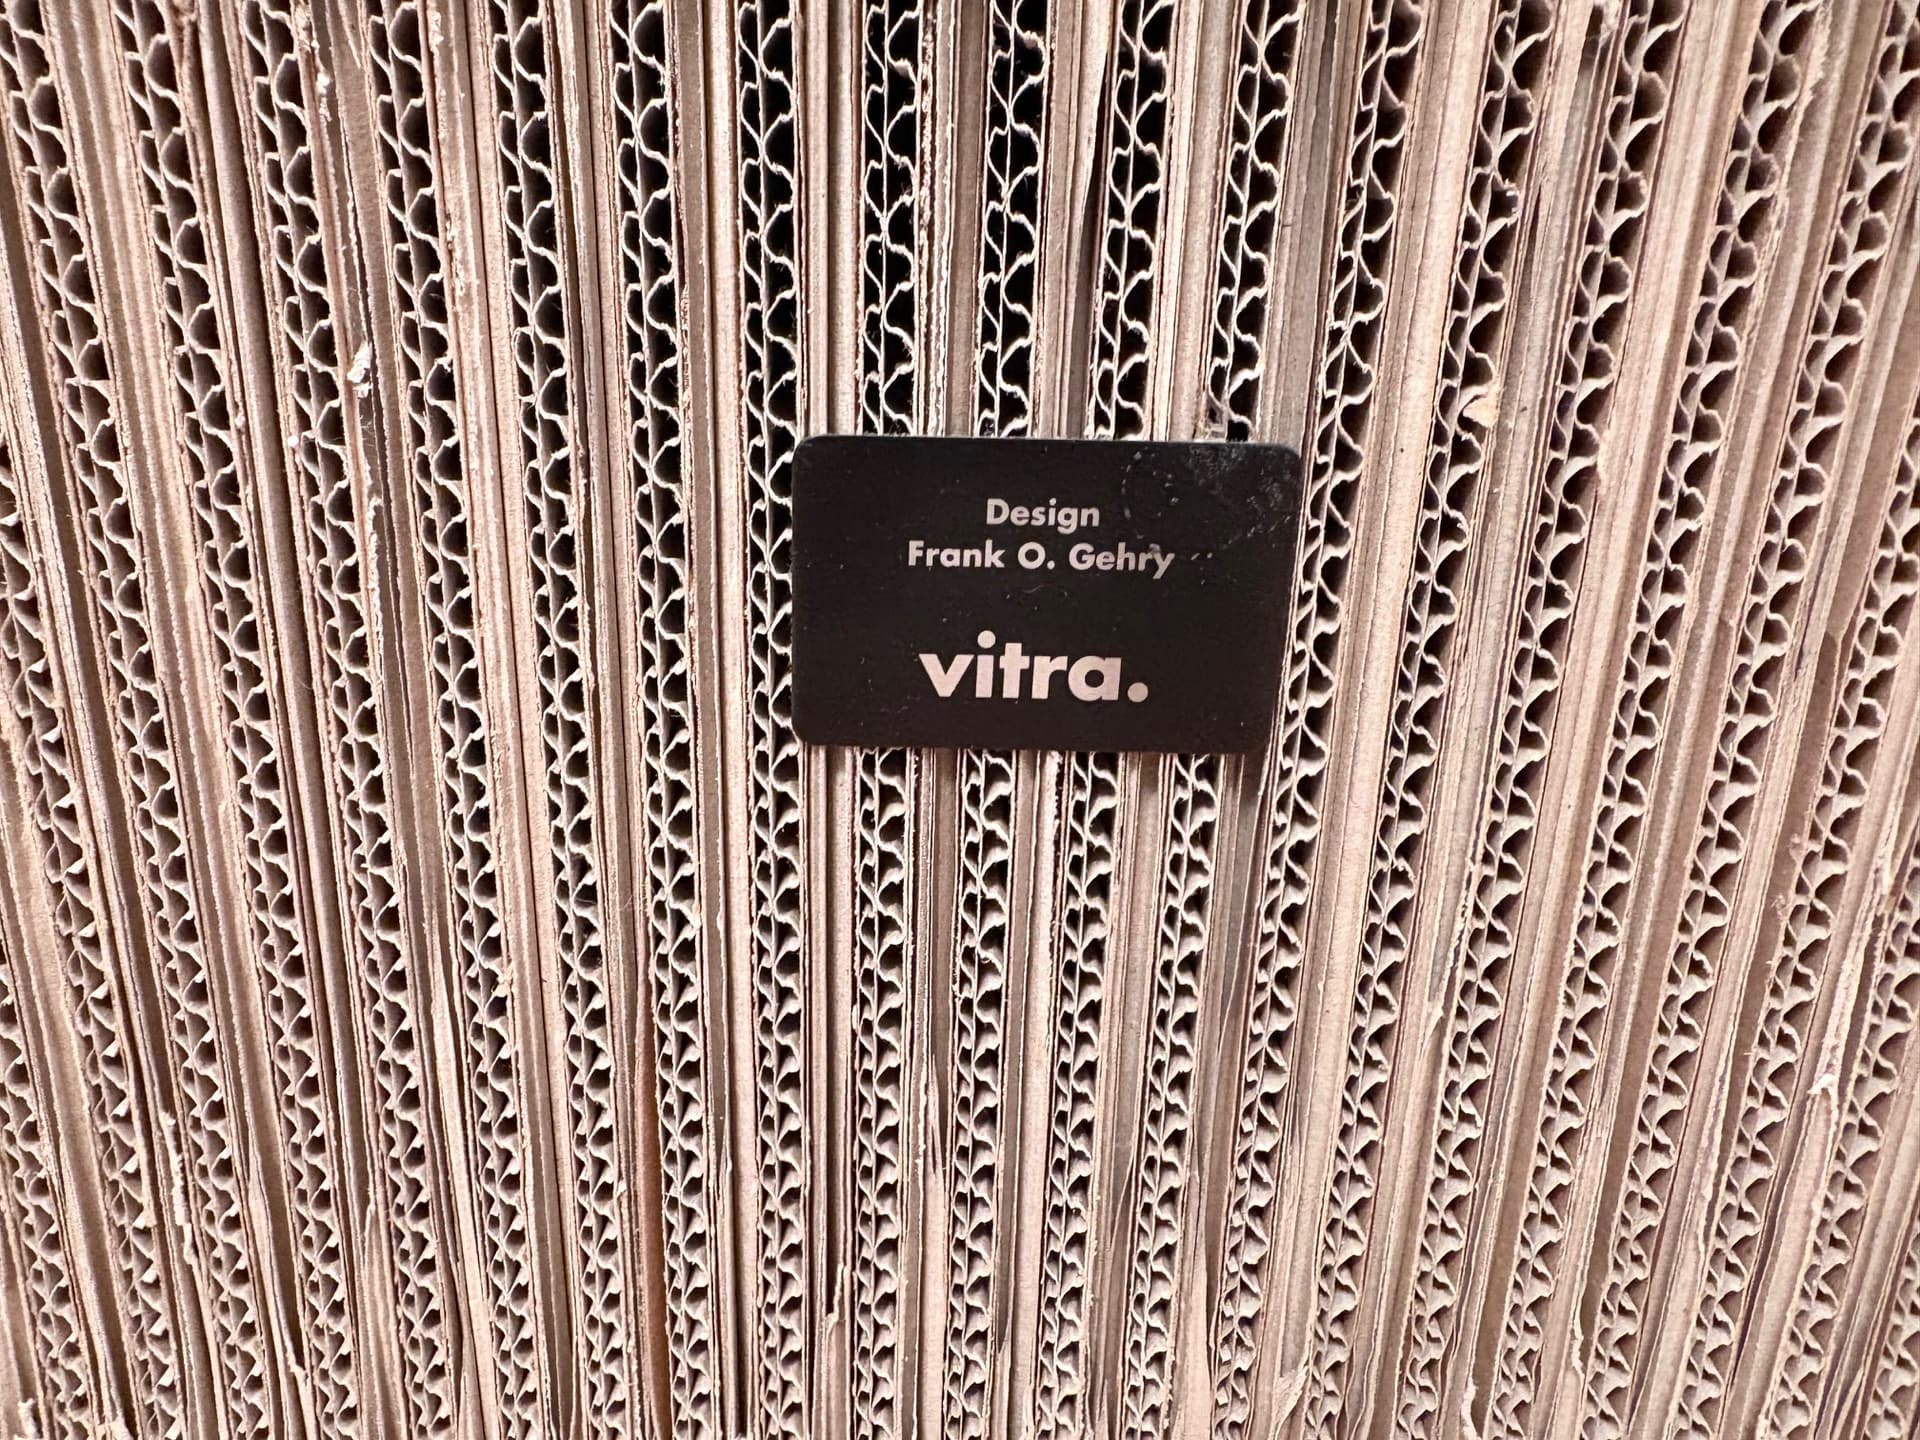 Design
Frank O. Gehry
vitra.